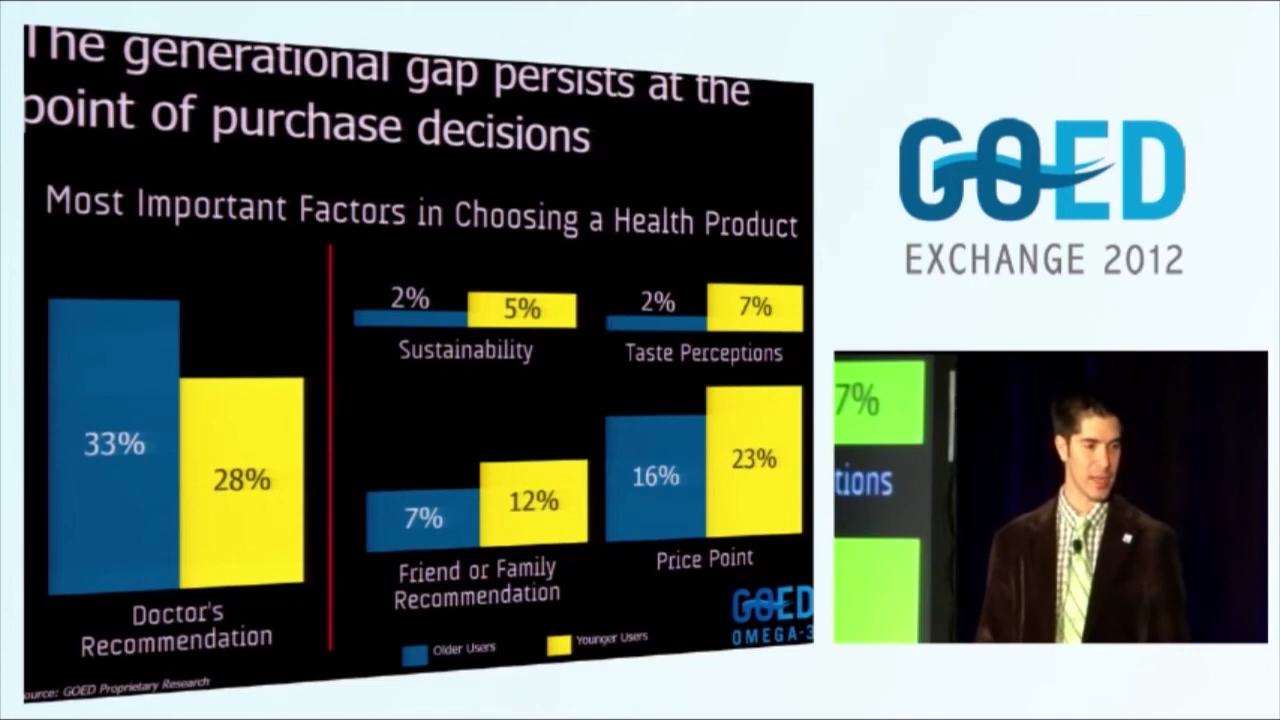 The generational gap persists at the
point of purchase decisions
Most Important Factors in Choosing a Health Product
33%
28%
Doctor's
Recommendation
2%
5%
Sustainability
2%
7%
Taste Perceptions
7%
12%
Friend or Family
Recommendation
16%
23%
Price Point
Older Users
Younger Users
GOED
OMEGA-3
ource: GOED Proprietary Research
GOED
EXCHANGE 2012
7%
tions